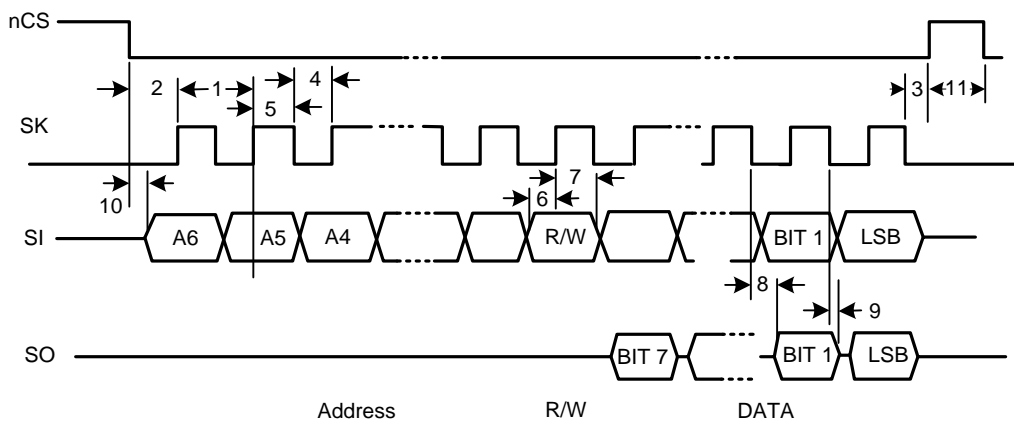 nCS
2 1 4 3 11
5
SK
7
10 6
SI A6 A5 A4 R/W BIT 1 LSB
8 9
SO BIT 7 BIT 1 LSB
Address R/W DATA